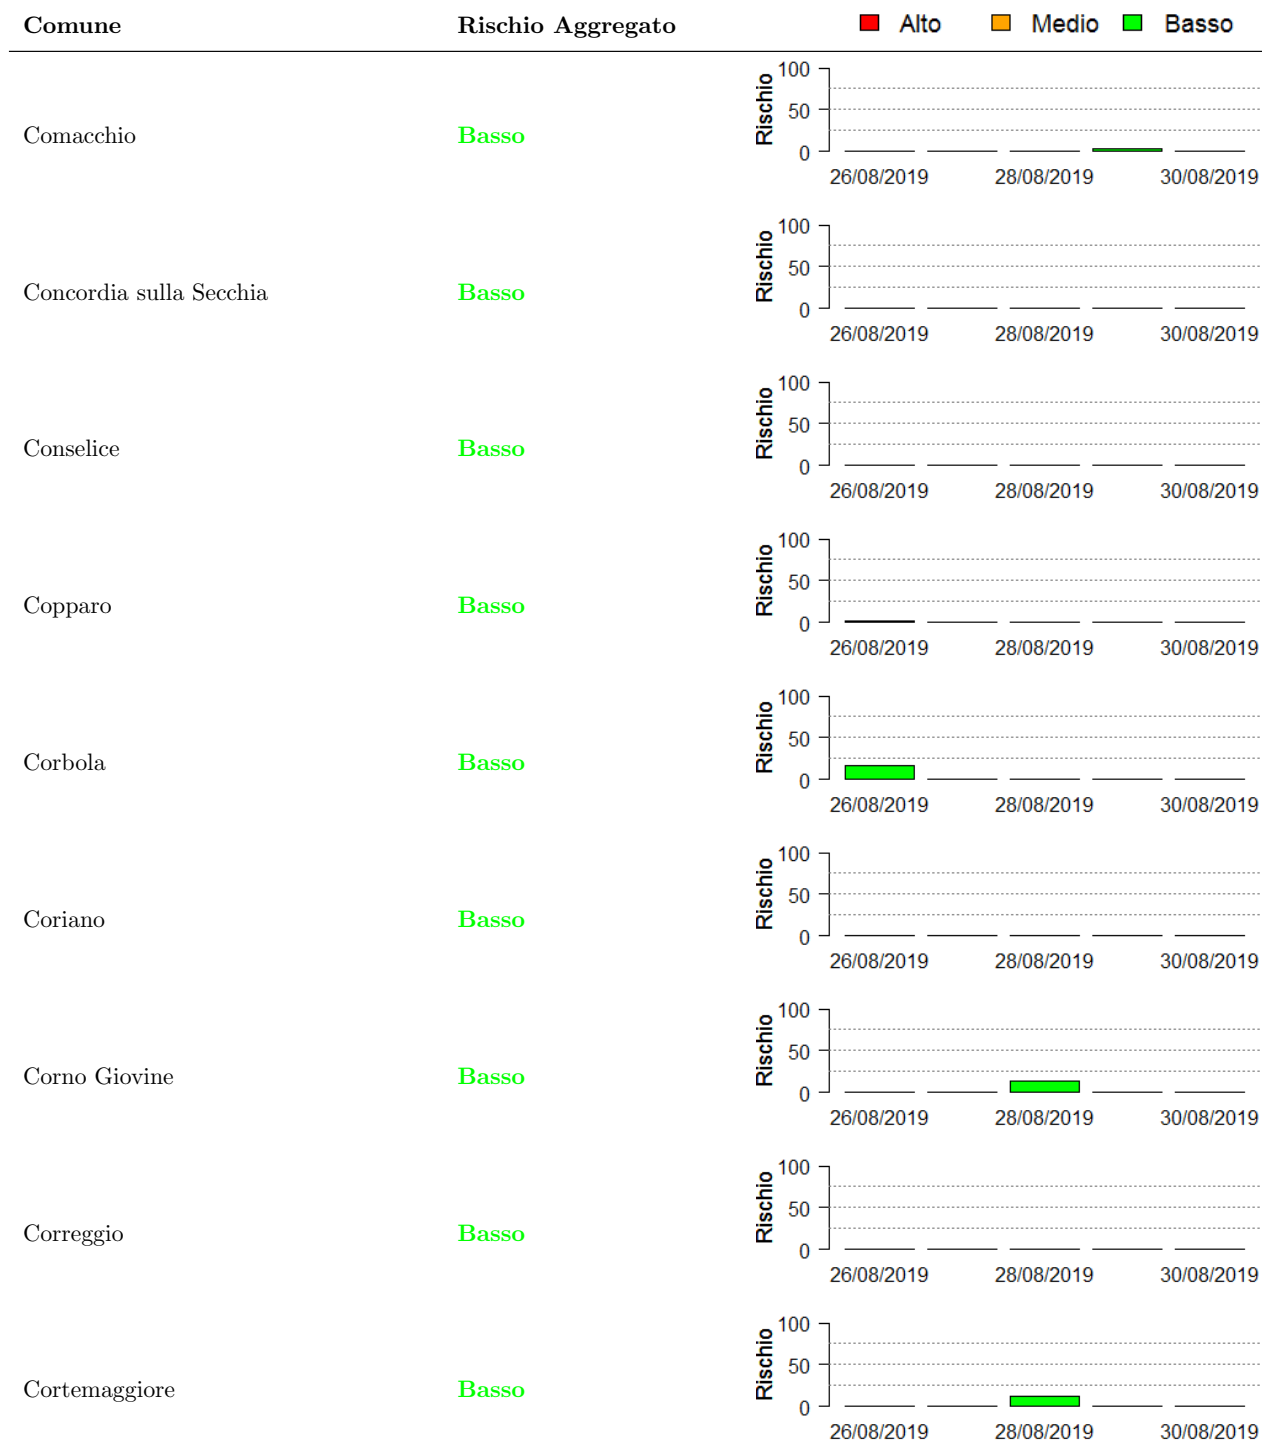 Comune Rischio Aggregato Alto Medio Basso
Comacchio Basso
Rischio
100
50
0
26/08/2019 28/08/2019 30/08/2019
Concordia sulla Secchia Basso
Rischio
100
50
0
26/08/2019 28/08/2019 30/08/2019
Conselice Basso
Rischio
100
50
0
26/08/2019 28/08/2019 30/08/2019
Copparo Basso
Rischio
100
50
0
26/08/2019 28/08/2019 30/08/2019
Corbola Basso
Rischio
100
50
0
26/08/2019 28/08/2019 30/08/2019
Coriano Basso
Rischio
100
50
0
26/08/2019 28/08/2019 30/08/2019
Corno Giovine Basso
Rischio
100
50
0
26/08/2019 28/08/2019 30/08/2019
Correggio Basso
Rischio
100
50
0
26/08/2019 28/08/2019 30/08/2019
Cortemaggiore Basso
Rischio
100
50
0
26/08/2019 28/08/2019 30/08/2019